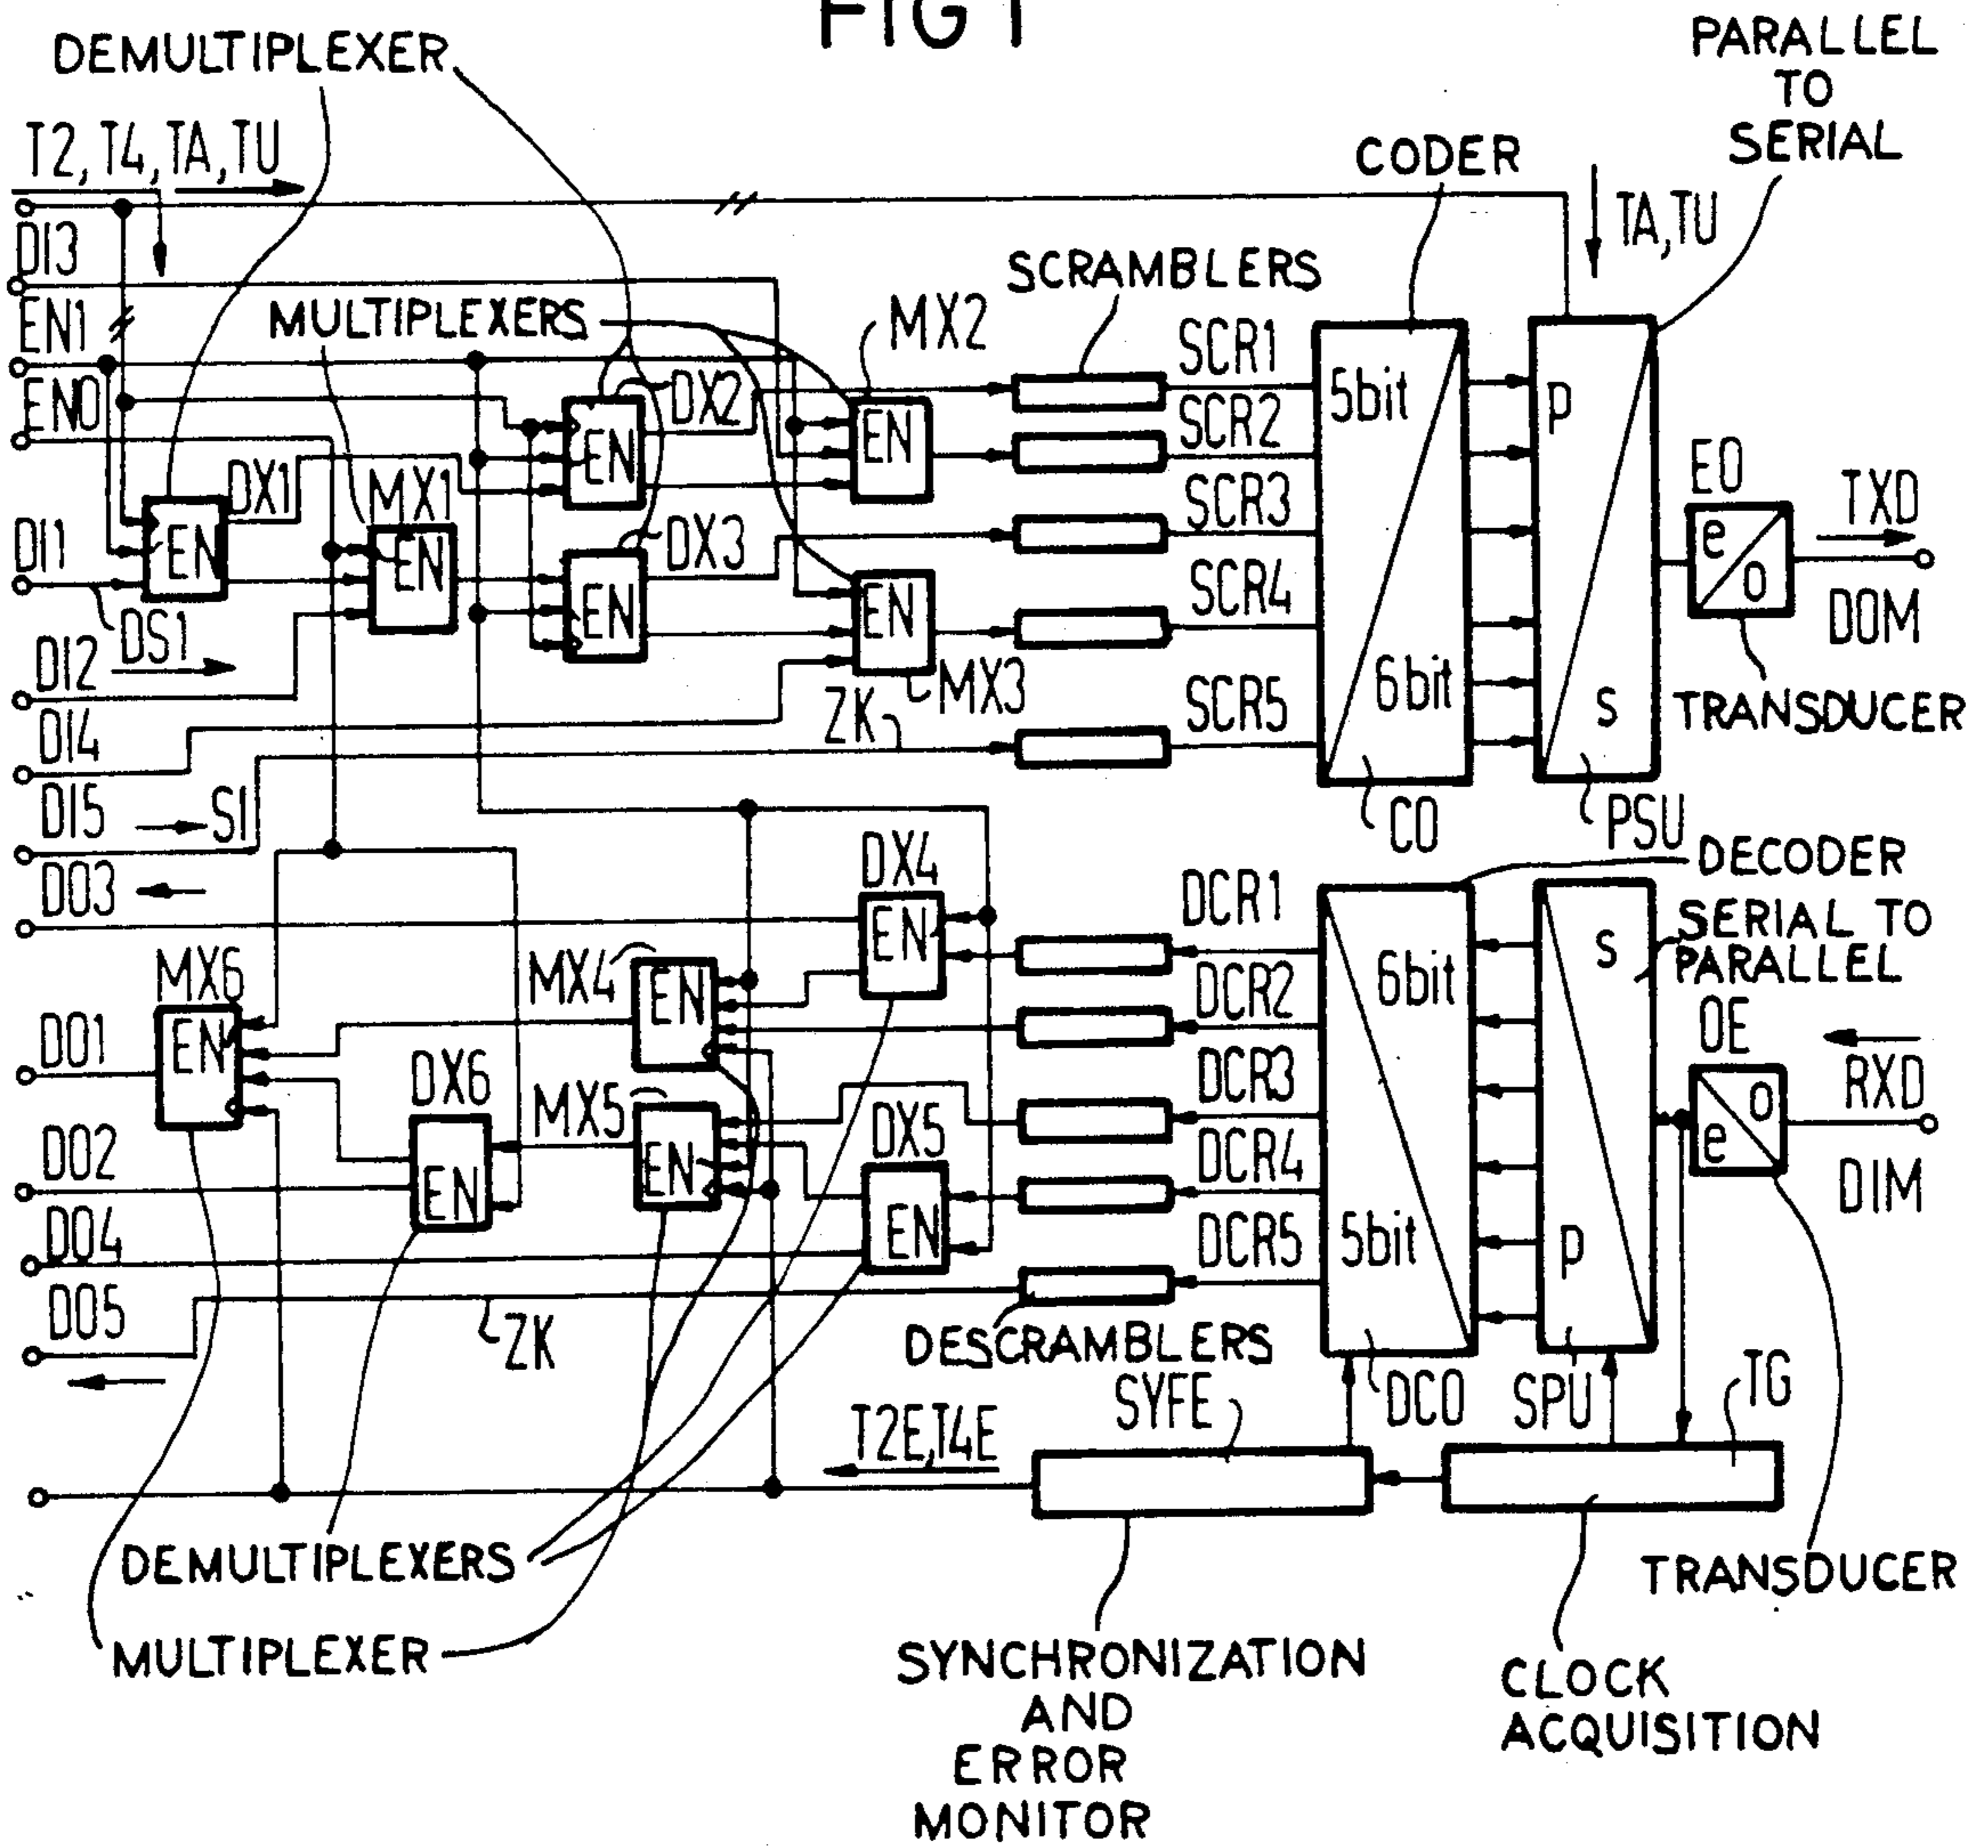 FIG 1
DEMULTIPLEXER
PARALLEL
TO
SERIAL
T2, T4, TA, TU
CODER
TA, TU
DI3
SCRAMBLERS
EN1
MULTIPLEXERS
MX2
SCR1
EN0
DX2
5bit
p
EN
EN
SCR2
DX1
MX1
SCR3
EO
TXD
DI1
EN
EN
DX3
e
o
EN
EN
SCR4
DOM
DS1
DI2
MX3
6bit
s
TRANSDUCER
ZK
SCR5
DI4
DI5
S1
CO
PSU
DECODER
DO3
DX4
DCR1
SERIAL TO
PARALLEL
EN
6bit
s
MX6
MX4
EN
DCR2
OE
DO1
EN
DX6
DCR3
RXD
MX5
DX5
o
e
DO2
EN
EN
DCR4
DIM
DO4
EN
DCR5
5bit
p
DO5
ZK
DESCRAMBLERS
SYFE
DCO
SPU
TG
T2E, T4E
DEMULTIPLEXERS
TRANSDUCER
MULTIPLEXER
SYNCHRONIZATION
AND
ERROR
MONITOR
CLOCK
ACQUISITION